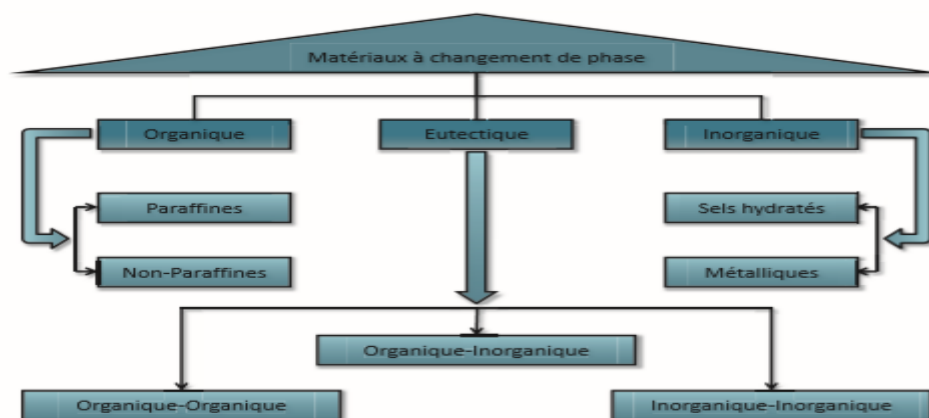 Matériaux à changement de phase
Organique
Eutectique
Inorganique
Paraffines
Sels hydratés
Non-Paraffines
Métalliques
Organique-Inorganique
Organique-Organique
Inorganique-Inorganique